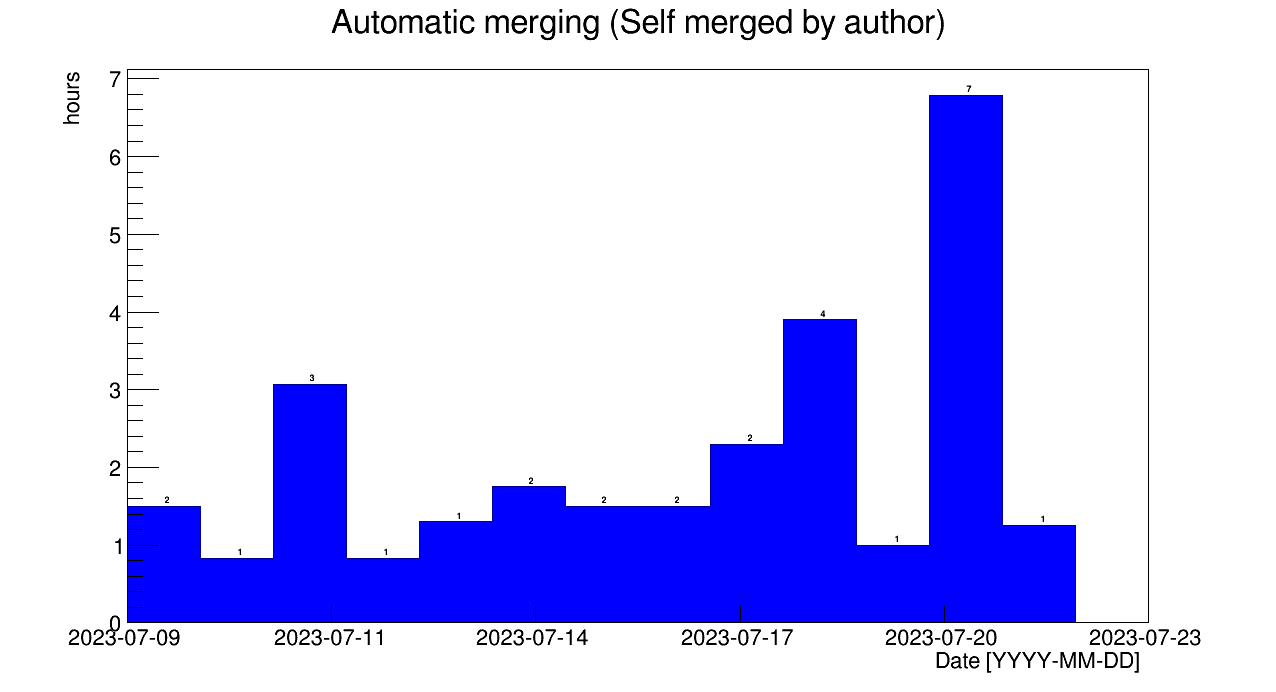 Automatic merging (Self merged by author)
hours
7
6
5
4
3
2
1
0
2 1 3 1 1 2 2 2 2 4 1 7 1
2023-07-09 2023-07-11 2023-07-14 2023-07-17 2023-07-20 2023-07-23
Date [YYYY-MM-DD]